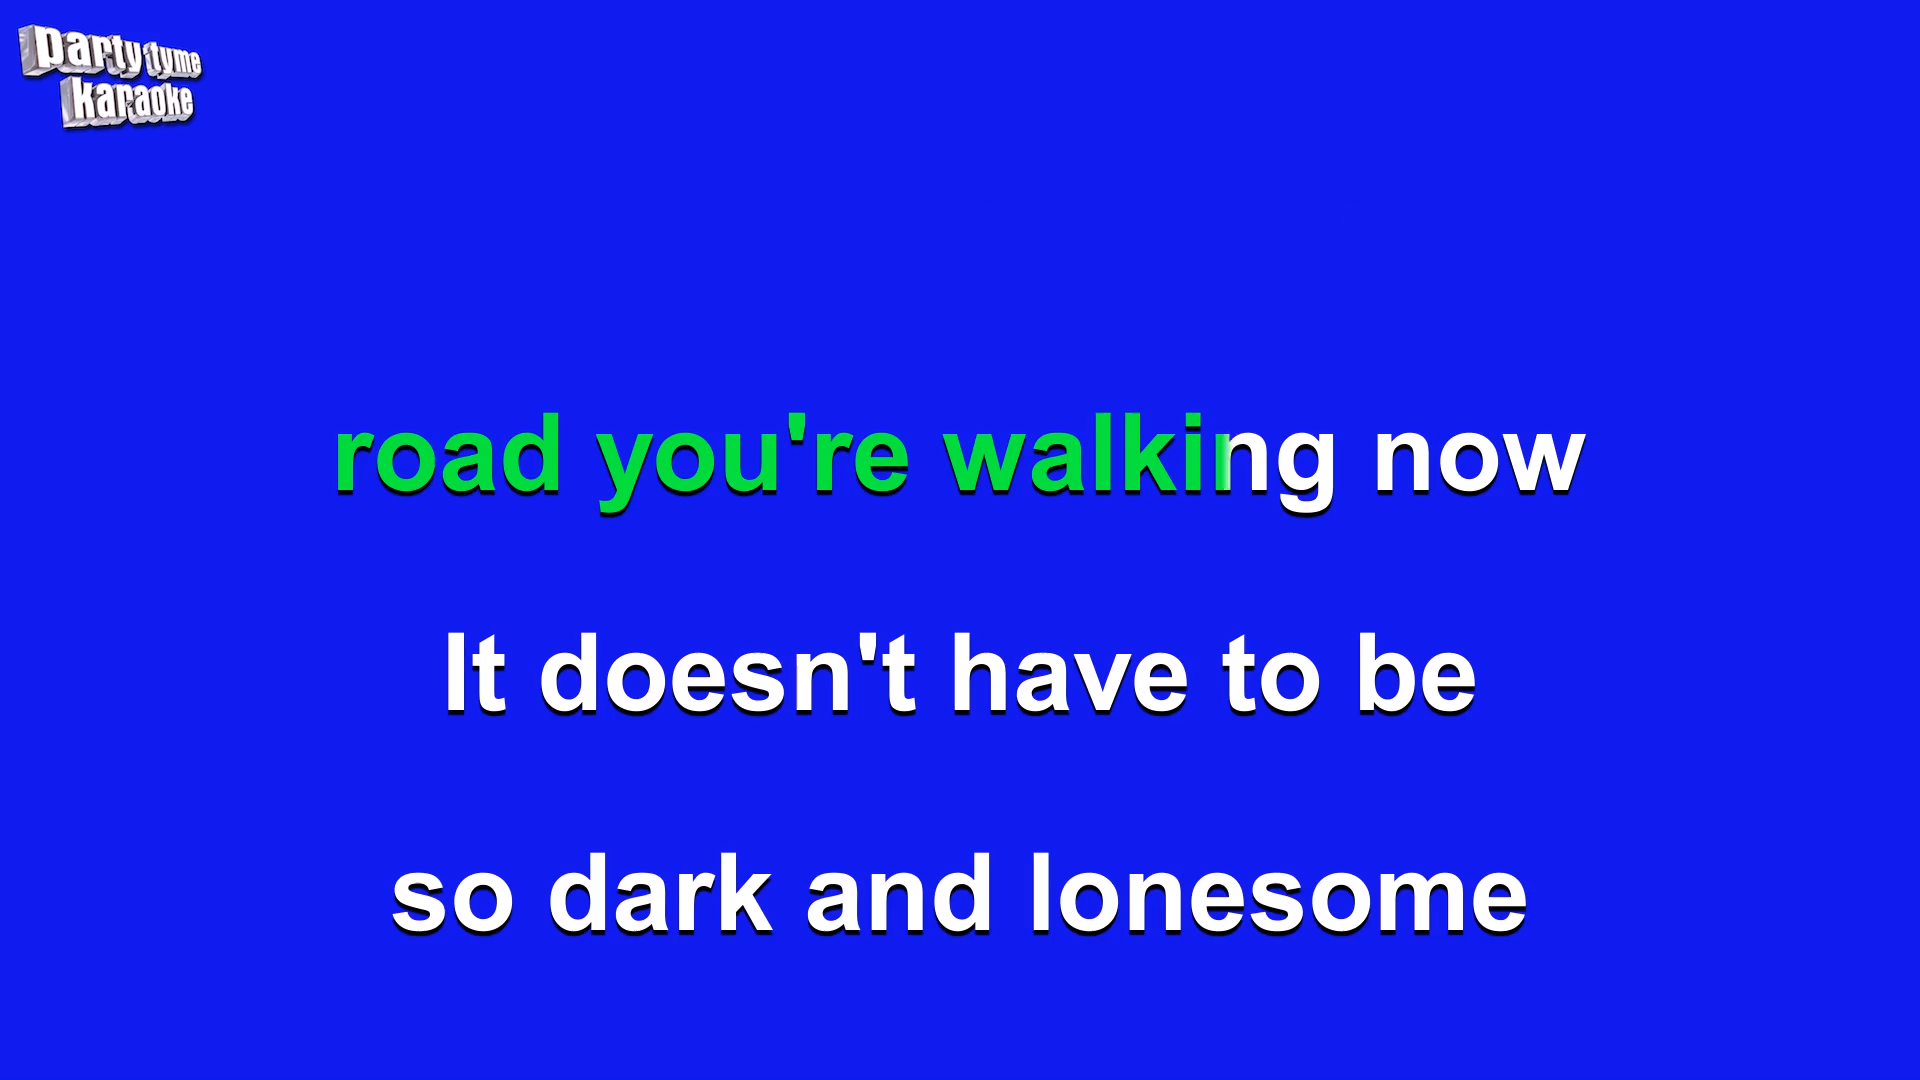 party tyme
karaoke
road you're walking now
It doesn't have to be
so dark and lonesome